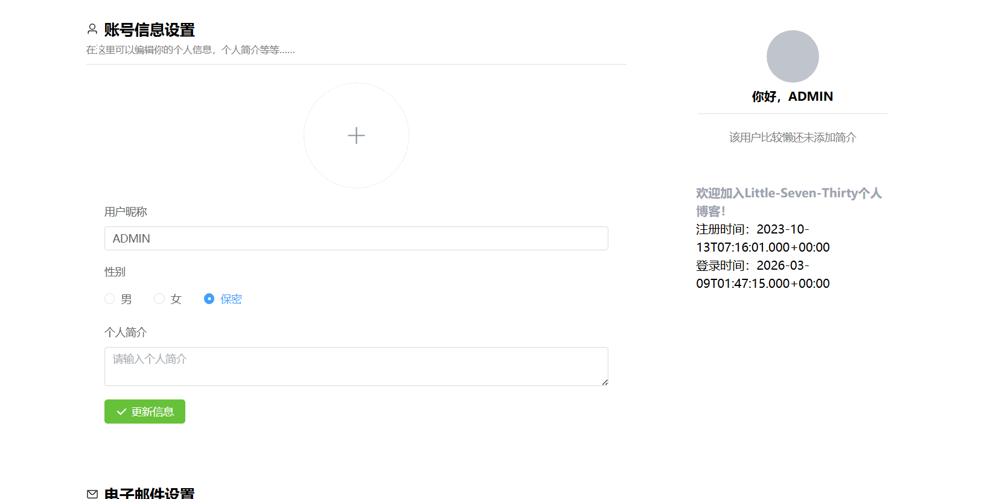 账号信息设置
在这里可以编辑你的个人信息，个人简介等等......
用户昵称
ADMIN
性别
男 女 保密
个人简介
请输入个人简介
更新信息
电子邮件设置
你好，ADMIN
该用户比较懒还未添加简介
欢迎加入Little-Seven-Thirty个人
博客！
注册时间：2023-10-
13T07:16:01.000+00:00
登录时间：2026-03-
09T01:47:15.000+00:00